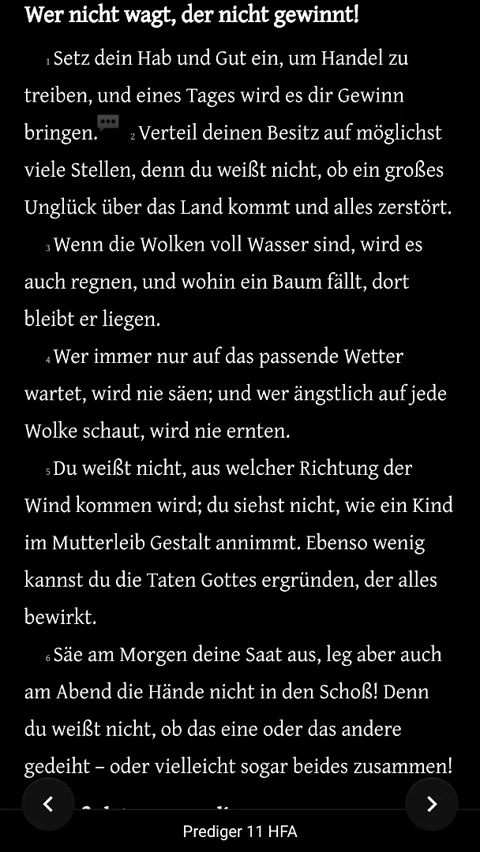 Wer nicht wagt, der nicht gewinnt!
1 Setz dein Hab und Gut ein, um Handel zu
treiben, und eines Tages wird es dir Gewinn
bringen. 2 Verteil deinen Besitz auf möglichst
viele Stellen, denn du weißt nicht, ob ein großes
Unglück über das Land kommt und alles zerstört.
3 Wenn die Wolken voll Wasser sind, wird es
auch regnen, und wohin ein Baum fällt, dort
bleibt er liegen.
4 Wer immer nur auf das passende Wetter
wartet, wird nie säen; und wer ängstlich auf jede
Wolke schaut, wird nie ernten.
5 Du weißt nicht, aus welcher Richtung der
Wind kommen wird; du siehst nicht, wie ein Kind
im Mutterleib Gestalt annimmt. Ebenso wenig
kannst du die Taten Gottes ergründen, der alles
bewirkt.
6 Säe am Morgen deine Saat aus, leg aber auch
am Abend die Hände nicht in den Schoß! Denn
du weißt nicht, ob das eine oder das andere
gedeiht – oder vielleicht sogar beides zusammen!
Prediger 11 HFA